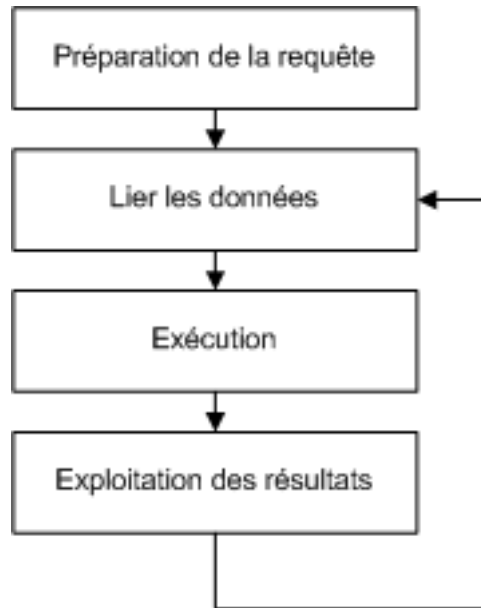 Préparation de la requête
Lier les données
Exécution
Exploitation des résultats